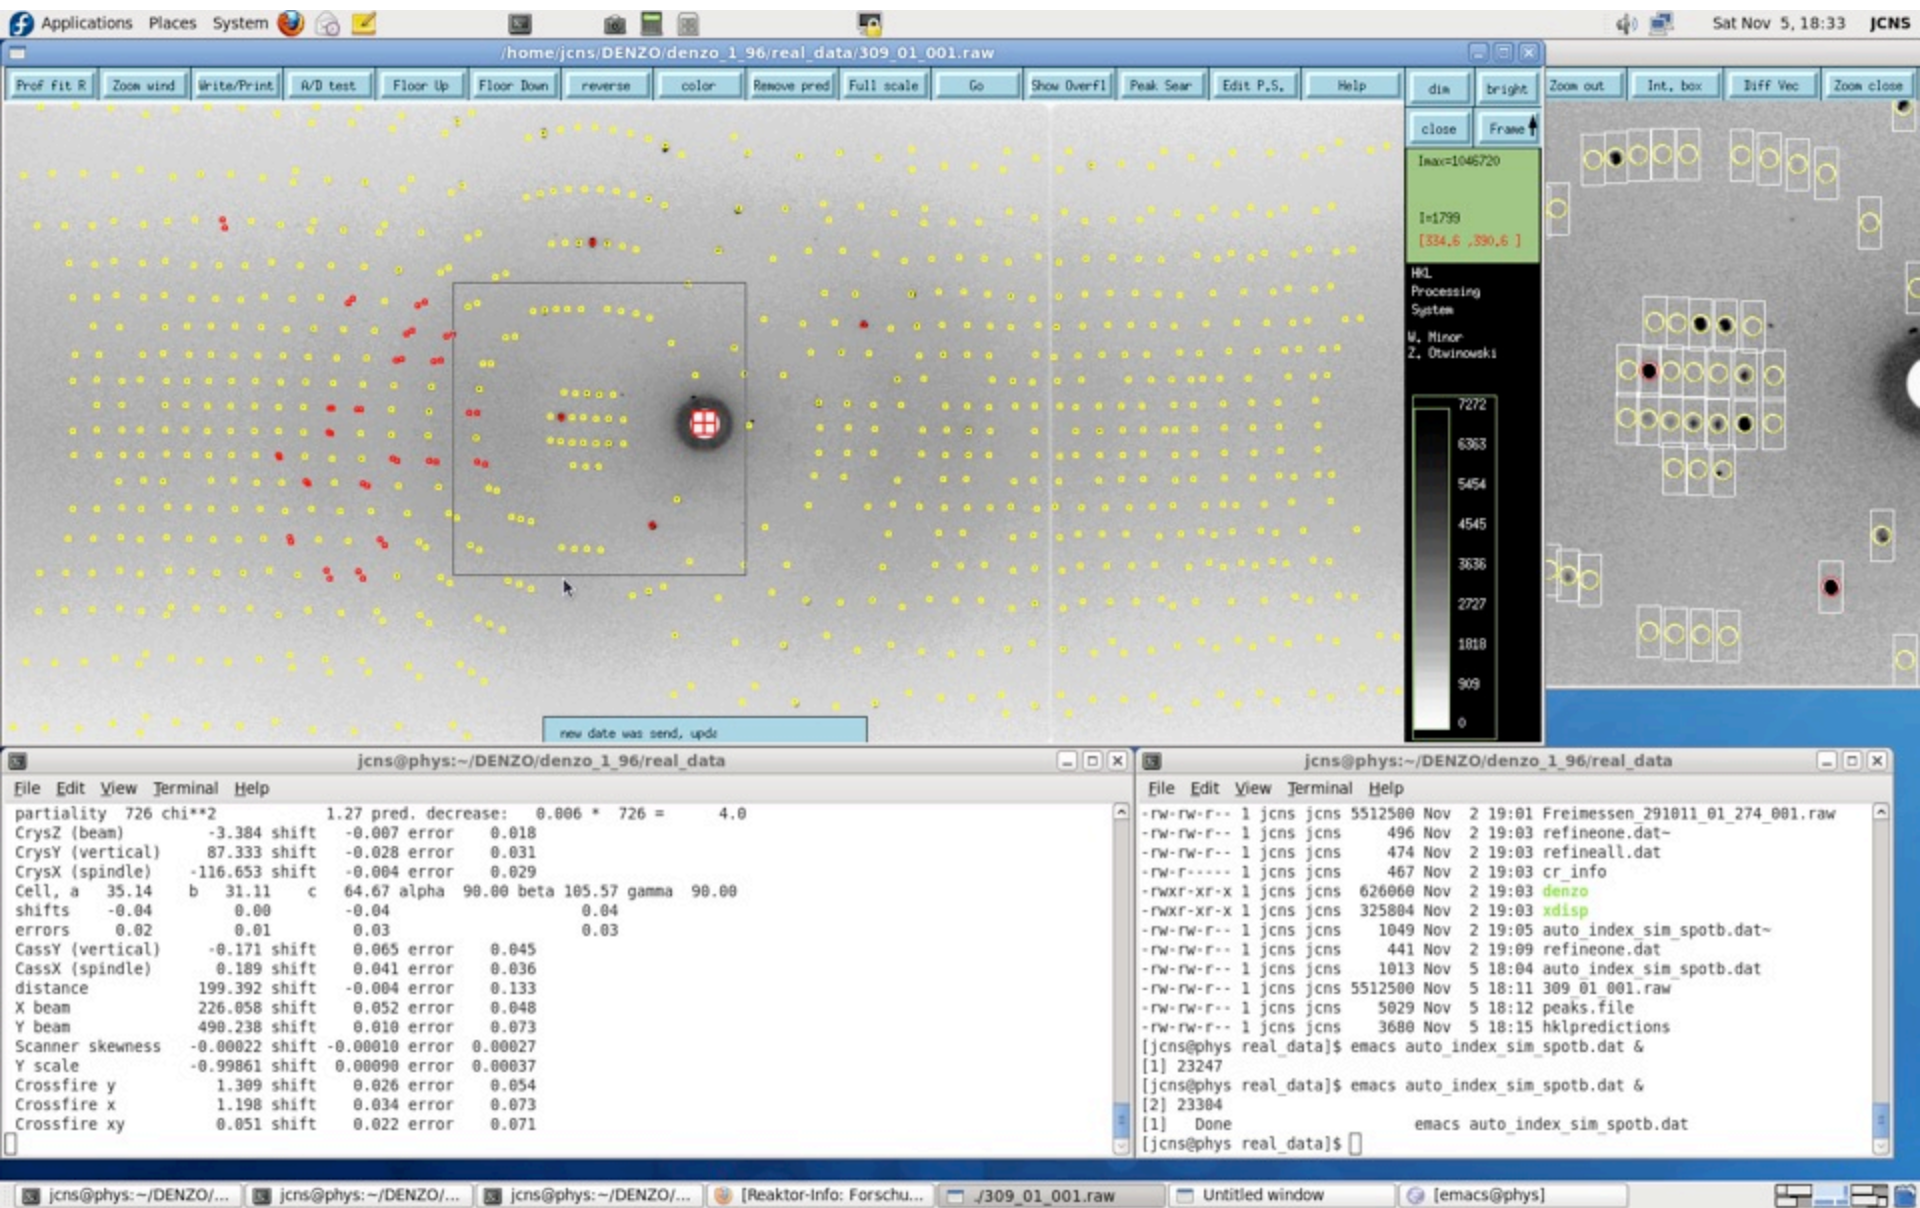 Applications Places System Sat Nov 5, 18:33 JCNS
/home/jcns/DENZO/denzo_1_96/real_data/309_01_001.raw
Prof fit R Zoom wind Write/Print A/D test Floor Up Floor Down reverse color Remove pred Full scale Go Show Overfl Peak Sear Edit P.S. Help dim bright Zoom out Int. box Diff Vec Zoom close
close Frame
Imax=1046720
I=1799
[334.6 ,390.6 ]
HKL
Processing
System
W. Minor
Z. Otwinowski
7272
6363
5454
4545
3636
2727
1818
909
0
new date was send, upda
jcns@phys:~/DENZO/denzo_1_96/real_data
File Edit View Terminal Help
partiality 726 chi**2 1.27 pred. decrease: 0.006 * 726 = 4.0
CrysZ (beam) -3.384 shift -0.007 error 0.018
CrysY (vertical) 87.333 shift -0.028 error 0.031
CrysX (spindle) -116.653 shift -0.004 error 0.029
Cell, a 35.14 b 31.11 c 64.67 alpha 90.00 beta 105.57 gamma 90.00
shifts -0.04 0.00 -0.04 0.04
errors 0.02 0.01 0.03 0.03
CassY (vertical) -0.171 shift 0.065 error 0.045
CassX (spindle) 0.189 shift 0.041 error 0.036
distance 199.392 shift -0.004 error 0.133
X beam 226.058 shift 0.052 error 0.048
Y beam 490.238 shift 0.010 error 0.073
Scanner skewness -0.00022 shift -0.00010 error 0.00027
Y scale -0.99861 shift 0.00090 error 0.00037
Crossfire y 1.309 shift 0.026 error 0.054
Crossfire x 1.198 shift 0.034 error 0.073
Crossfire xy 0.051 shift 0.022 error 0.071
jcns@phys:~/DENZO/denzo_1_96/real_data
File Edit View Terminal Help
-rw-rw-r-- 1 jcns jcns 5512500 Nov 2 19:01 Freimessen_291011_01_274_001.raw
-rw-rw-r-- 1 jcns jcns 496 Nov 2 19:03 refineone.dat~
-rw-rw-r-- 1 jcns jcns 474 Nov 2 19:03 refineall.dat
-rw-r----- 1 jcns jcns 467 Nov 2 19:03 cr_info
-rwxr-xr-x 1 jcns jcns 626060 Nov 2 19:03 denzo
-rwxr-xr-x 1 jcns jcns 325804 Nov 2 19:03 xdisp
-rw-rw-r-- 1 jcns jcns 1049 Nov 2 19:05 auto_index_sim_spotb.dat~
-rw-rw-r-- 1 jcns jcns 441 Nov 2 19:09 refineone.dat
-rw-rw-r-- 1 jcns jcns 1013 Nov 5 18:04 auto_index_sim_spotb.dat
-rw-rw-r-- 1 jcns jcns 5512500 Nov 5 18:11 309_01_001.raw
-rw-rw-r-- 1 jcns jcns 5029 Nov 5 18:12 peaks.file
-rw-rw-r-- 1 jcns jcns 3680 Nov 5 18:15 hklpredictions
[jcns@phys real_data]$ emacs auto_index_sim_spotb.dat &
[1] 23247
[jcns@phys real_data]$ emacs auto_index_sim_spotb.dat &
[2] 23304
[1] Done emacs auto_index_sim_spotb.dat
[jcns@phys real_data]$
jcns@phys:~/DENZO/... jcns@phys:~/DENZO/... jcns@phys:~/DENZO/... [Reaktor-Info: Forschu... ./309_01_001.raw Untitled window [emacs@phys]